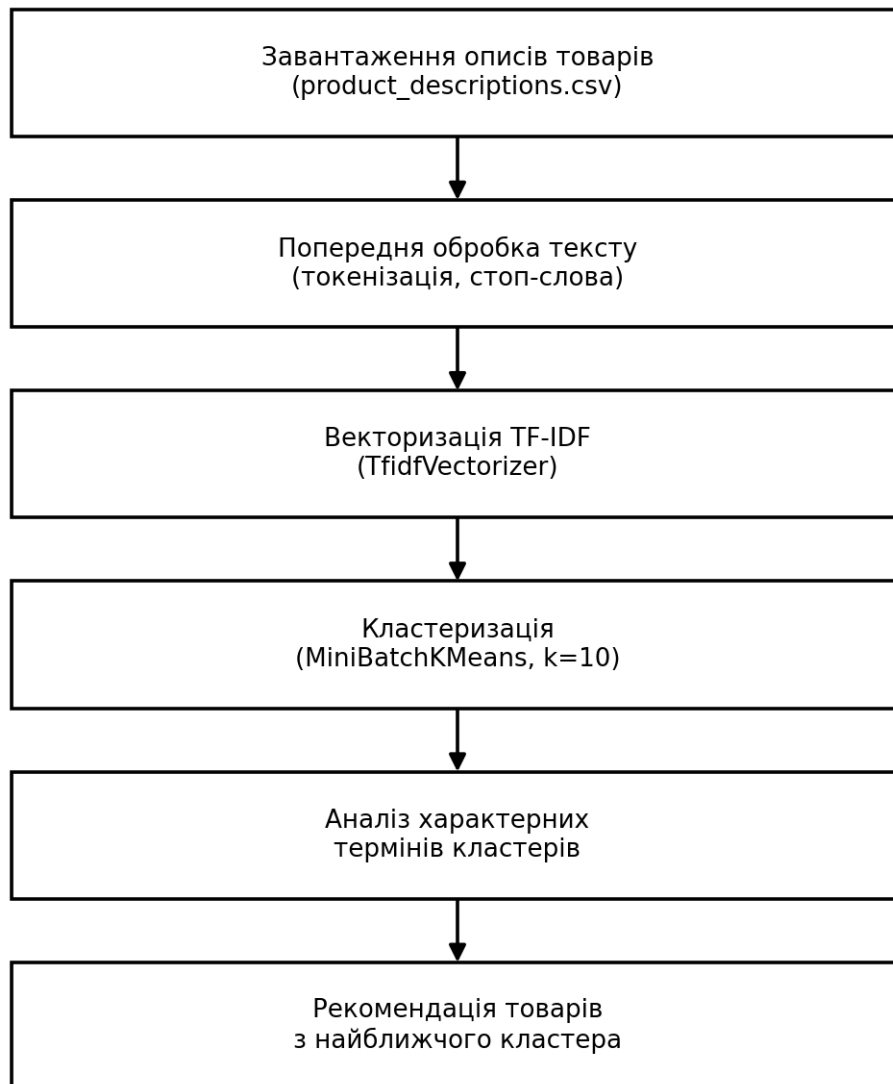 Завантаження описів товарів
(product_descriptions.csv)
Попередня обробка тексту
(токенізація, стоп-слова)
Векторизація TF-IDF
(TfidfVectorizer)
Кластеризація
(MiniBatchKMeans, k=10)
Аналіз характерних
термінів кластерів
Рекомендація товарів
з найближчого кластера